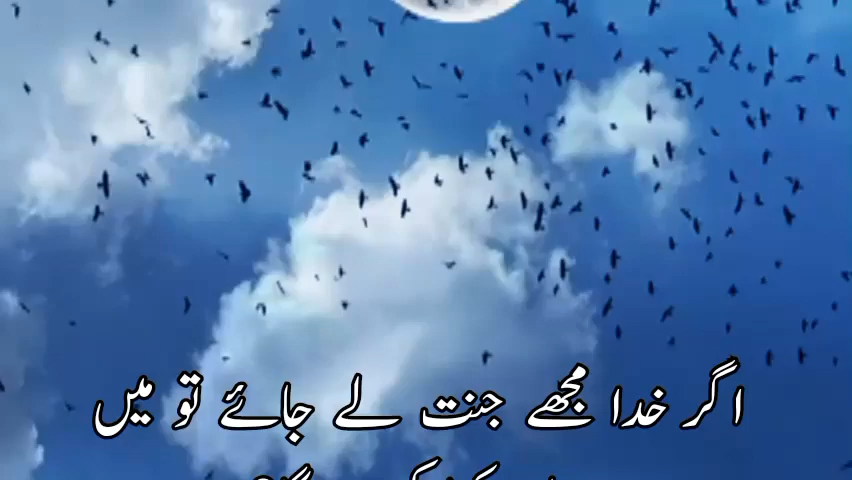 اگر خدا مجھے جنت لے جائے تو میں